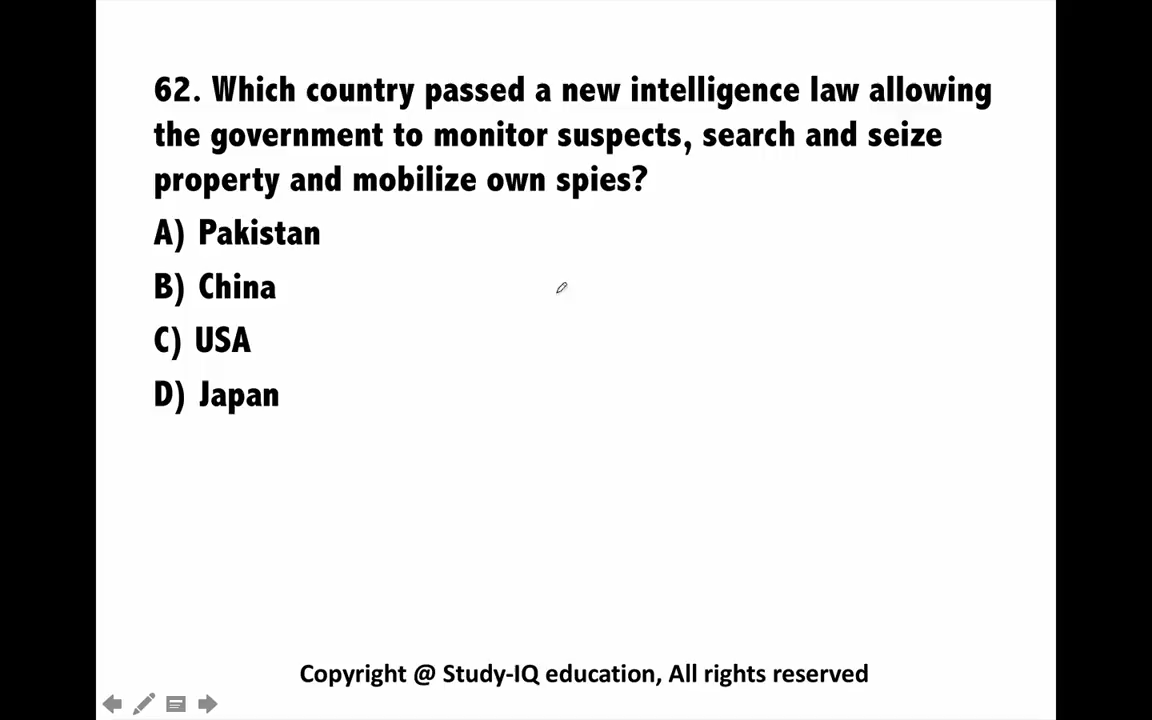 62. Which country passed a new intelligence law allowing
the government to monitor suspects, search and seize
property and mobilize own spies?
A) Pakistan
B) China
C) USA
D) Japan
Copyright @ Study-IQ education, All rights reserved